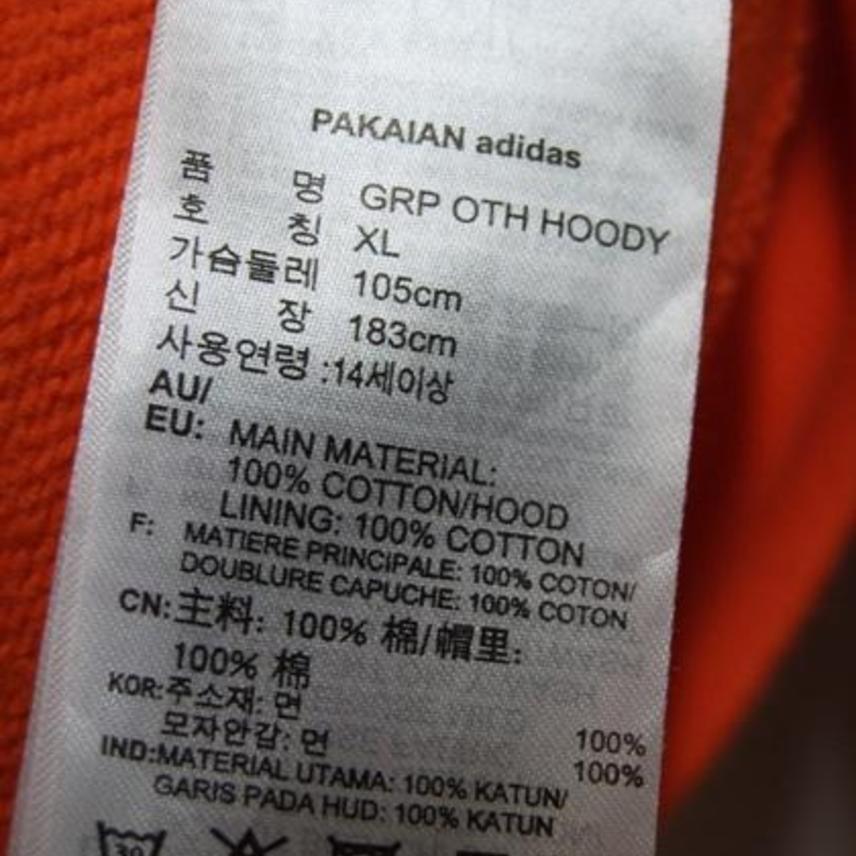 PAKAIAN adidas
품 명 GRP OTH HOODY
호 칭 XL
가슴둘레 105cm
신 장 183cm
사용연령 :14세이상
AU/
EU: MAIN MATERIAL:
100% COTTON/HOOD
LINING: 100% COTTON
F: MATIERE PRINCIPALE: 100% COTON/
DOUBLURE CAPUCHE: 100% COTON
CN:主料: 100% 棉/帽里:
100% 棉
KOR:주소재: 면 100%
모자안감: 면 100%
IND:MATERIAL UTAMA: 100% KATUN/
GARIS PADA HUD: 100% KATUN
30